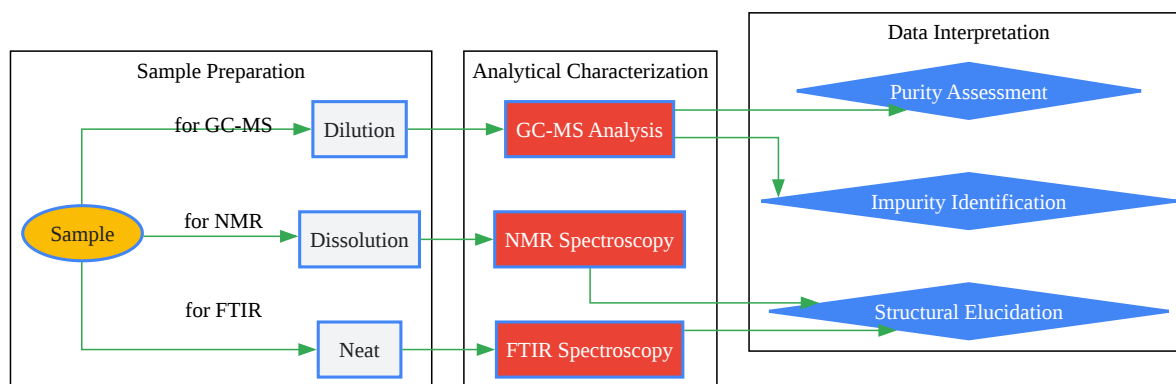 Sample Preparation
for GC-MS
Dilution
Sample
for NMR
Dissolution
for FTIR
Neat
Analytical Characterization
GC-MS Analysis
NMR Spectroscopy
FTIR Spectroscopy
Data Interpretation
Purity Assessment
Impurity Identification
Structural Elucidation